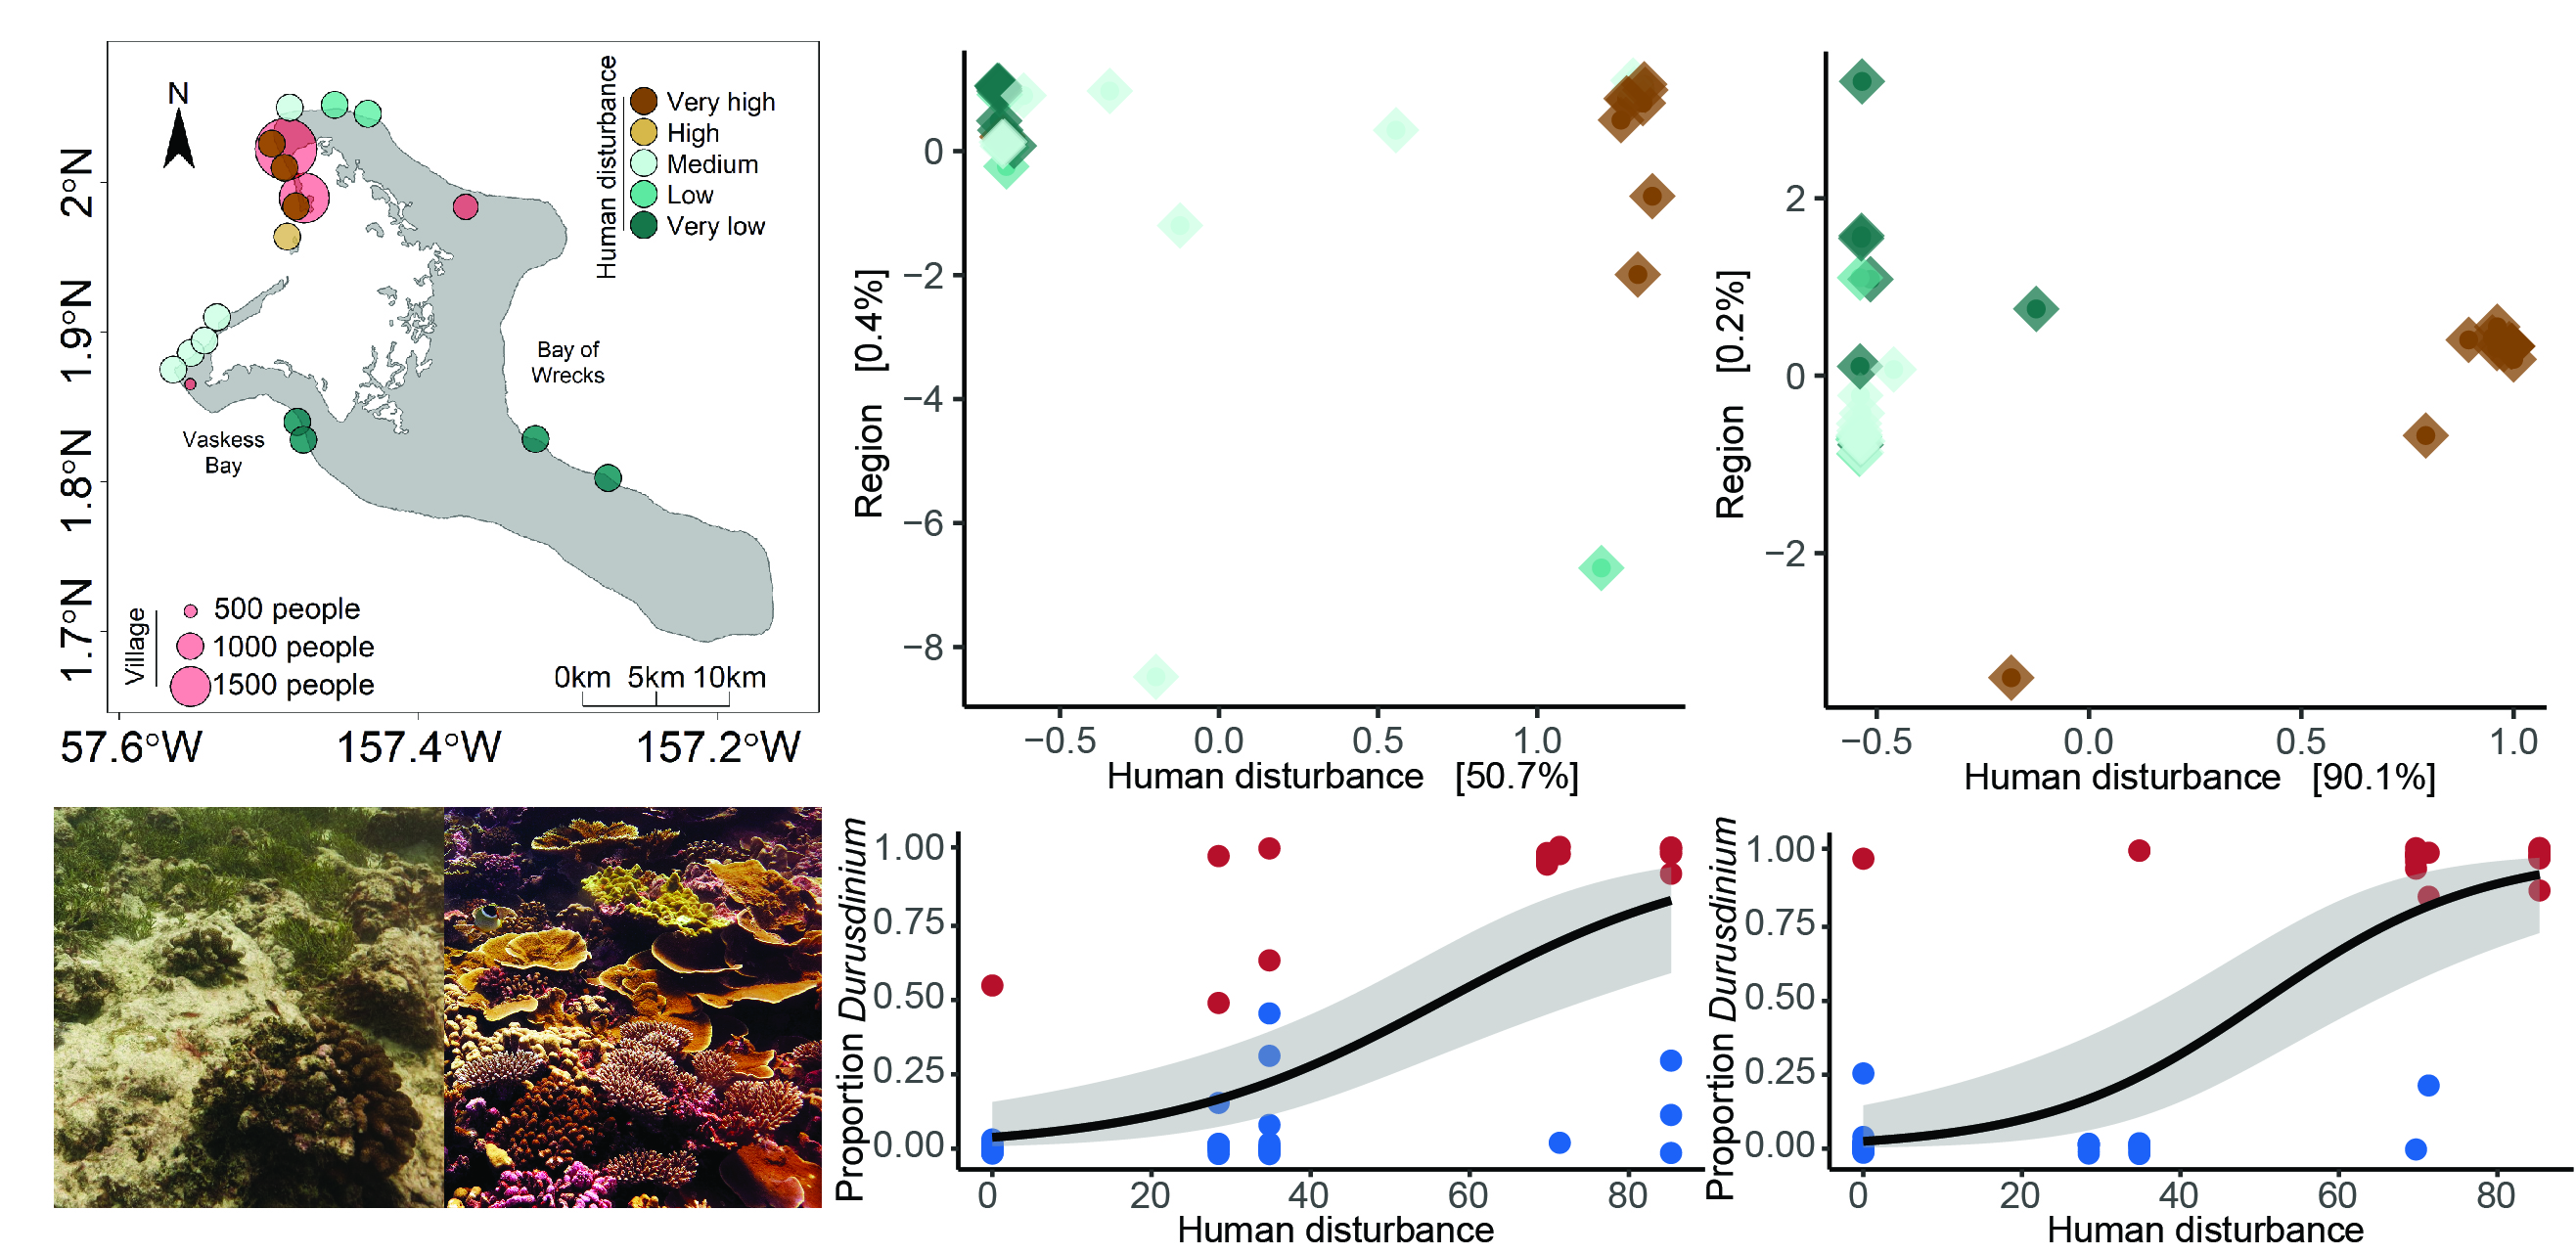 N
Human disturbance
Very high
High
Medium
Low
Very low
2°N
1.9°N
1.8°N
1.7°N
Bay of
Wrecks
Vaskess
Bay
Village
500 people
1000 people
1500 people
0km 5km 10km
57.6°W 157.4°W 157.2°W
Region [0.4%]
0
−2
−4
−6
−8
−0.5 0.0 0.5 1.0
Human disturbance [50.7%]
Region [0.2%]
2
0
−2
−0.5 0.0 0.5 1.0
Human disturbance [90.1%]
Proportion Durusdinium
1.00
0.75
0.50
0.25
0.00
0 20 40 60 80
Human disturbance
Proportion Durusdinium
1.00
0.75
0.50
0.25
0.00
0 20 40 60 80
Human disturbance